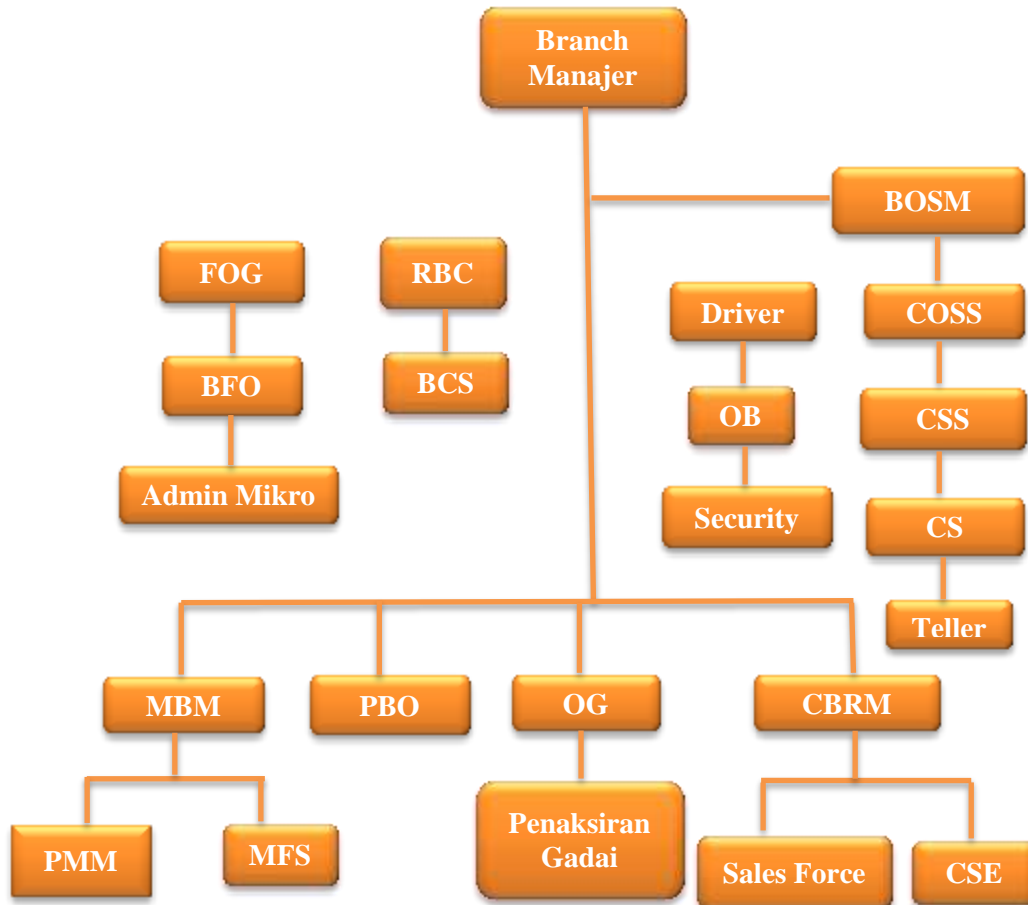 Branch
Manajer
BOSM
FOG
RBC
Driver
COSS
BFO
BCS
OB
CSS
Admin Mikro
Security
CS
Teller
MBM
PBO
OG
CBRM
Penaksiran
Gadai
PMM
MFS
Sales Force
CSE